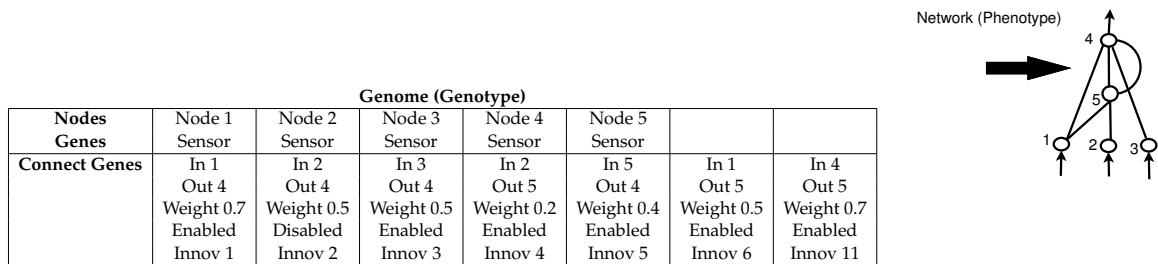 Network (Phenotype)
4
5
1
2
3
Genome (Genotype)
Nodes Node 1 Node 2 Node 3 Node 4 Node 5
Genes Sensor Sensor Sensor Sensor Sensor
Connect Genes In 1 In 2 In 3 In 2 In 5 In 1 In 4
Out 4 Out 4 Out 4 Out 5 Out 4 Out 5 Out 5
Weight 0.7 Weight 0.5 Weight 0.5 Weight 0.2 Weight 0.4 Weight 0.5 Weight 0.7
Enabled Disabled Enabled Enabled Enabled Enabled Enabled
Innov 1 Innov 2 Innov 3 Innov 4 Innov 5 Innov 6 Innov 11